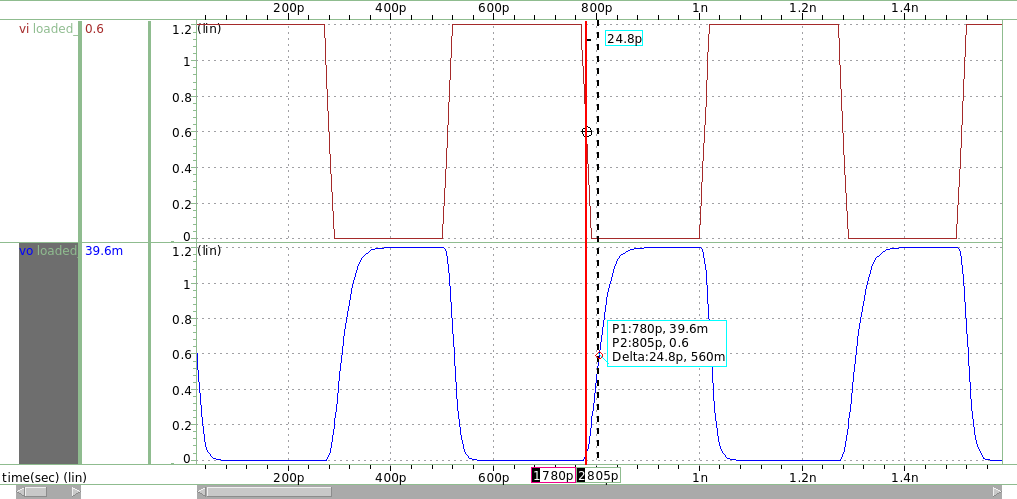 200p 400p 600p 800p 1n 1.2n 1.4n
vi loaded_ 0.6 1.2 (lin)
24.8p
1
0.8
0.6
0.4
0.2
0
vo loaded 39.6m 1.2 (lin)
1
0.8
P1:780p, 39.6m
P2:805p, 0.6
Delta:24.8p, 560m
0.6
0.4
0.2
0
time(sec) (lin) 200p 400p 600p 1 780p 2 805p 1n 1.2n 1.4n